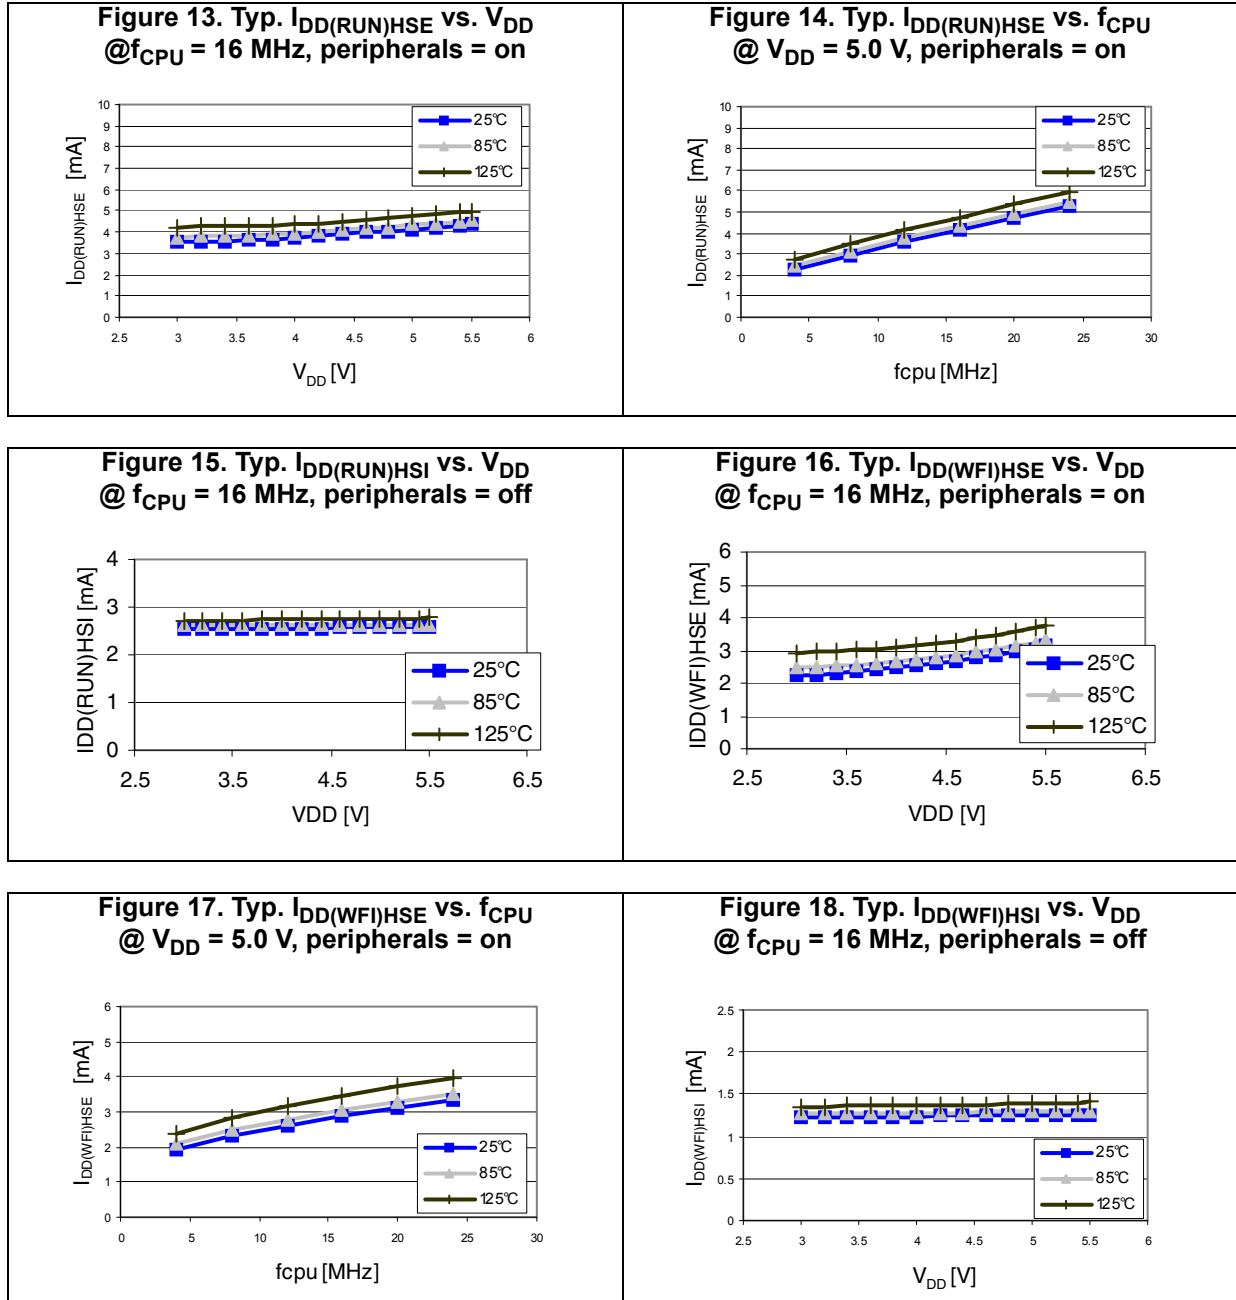 Figure 13. Typ. IDD(RUN)HSE vs. VDD
@fCPU = 16 MHz, peripherals = on
10
9
8
7
6
5
4
3
2
1
0
IDD(RUN)HSE [mA]
25°C
85°C
125°C
2.5 3 3.5 4 4.5 5 5.5 6
VDD [V]
Figure 14. Typ. IDD(RUN)HSE vs. fCPU
@ VDD = 5.0 V, peripherals = on
10
9
8
7
6
5
4
3
2
1
0
IDD(RUN)HSE [mA]
25°C
85°C
125°C
0 5 10 15 20 25 30
fcpu [MHz]
Figure 15. Typ. IDD(RUN)HSI vs. VDD
@ fCPU = 16 MHz, peripherals = off
4
3
2
1
0
IDD(RUN)HSI [mA]
25°C
85°C
125°C
2.5 3.5 4.5 5.5 6.5
VDD [V]
Figure 16. Typ. IDD(WFI)HSE vs. VDD
@ fCPU = 16 MHz, peripherals = on
6
5
4
3
2
1
0
IDD(WFI)HSE [mA]
25°C
85°C
125°C
2.5 3.5 4.5 5.5 6.5
VDD [V]
Figure 17. Typ. IDD(WFI)HSE vs. fCPU
@ VDD = 5.0 V, peripherals = on
6
5
4
3
2
1
0
IDD(WFI)HSE [mA]
25°C
85°C
125°C
0 5 10 15 20 25 30
fcpu [MHz]
Figure 18. Typ. IDD(WFI)HSI vs. VDD
@ fCPU = 16 MHz, peripherals = off
2.5
2
1.5
1
0.5
0
IDD(WFI)HSI [mA]
25°C
85°C
125°C
2.5 3 3.5 4 4.5 5 5.5 6
VDD [V]